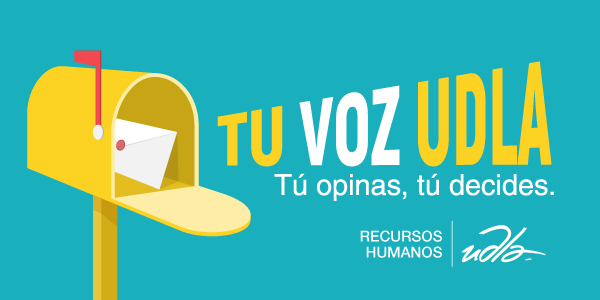 TU VOZ UDLA
Tú opinas, tú decides.
RECURSOS
HUMANOS
udla.